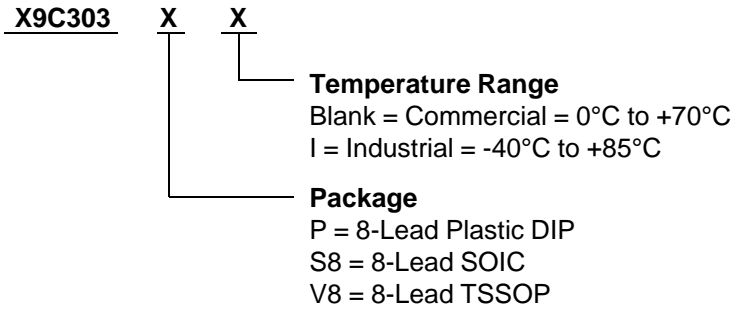 X9C303 X X
Temperature Range
Blank = Commercial = 0°C to +70°C
I = Industrial = -40°C to +85°C
Package
P = 8-Lead Plastic DIP
S8 = 8-Lead SOIC
V8 = 8-Lead TSSOP